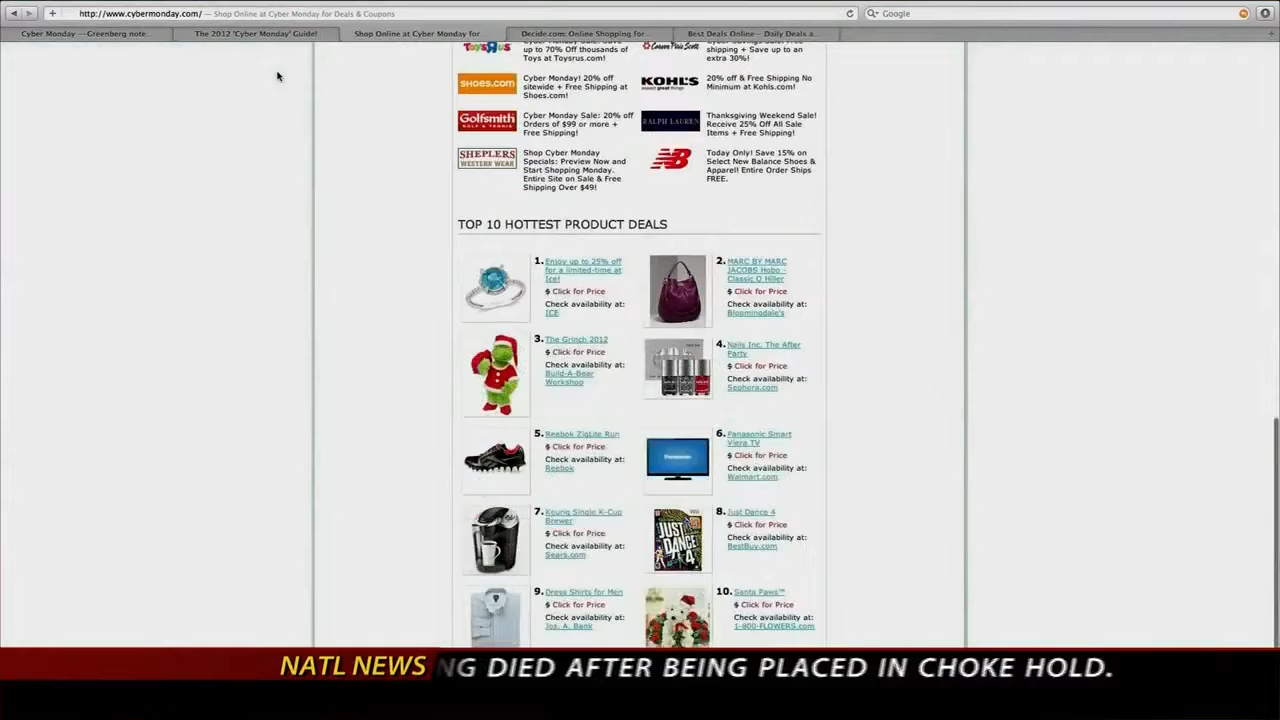 http://www.cybermonday.com/ — Shop Online at Cyber Monday for Deals & Coupons
Google
Cyber Monday —Greenberg note...
The 2012 'Cyber Monday' Guide!
Shop Online at Cyber Monday for
Decide.com: Online Shopping for...
Best Deals Online – Daily Deals a...
TOYSRUS
up to 70% Off thousands of
Toys at Toysrus.com!
Carson Pirie Scott
shipping + Save up to an
extra 30%!
SHOES.COM
Cyber Monday! 20% off
sitewide + Free Shipping at
Shoes.com!
KOHL'S
expect great things
20% off & Free Shipping No
Minimum at Kohls.com!
Golfsmith
GOLF & TENNIS
Cyber Monday Sale: 20% off
Orders of $99 or more +
Free Shipping!
RALPH LAUREN
Thanksgiving Weekend Sale!
Receive 25% Off All Sale
Items + Free Shipping!
SHEPLERS
WESTERN WEAR
Shop Cyber Monday
Specials: Preview Now and
Start Shopping Monday.
Entire Site on Sale & Free
Shipping Over $49!
NB
Today Only! Save 15% on
Select New Balance Shoes &
Apparel! Entire Order Ships
FREE.
TOP 10 HOTTEST PRODUCT DEALS
1. Enjoy up to 25% off
for a limited-time at
Ice!
$ Click for Price
Check availability at:
ICE
2. MARC BY MARC
JACOBS Hobo -
Classic Q Hillier
$ Click for Price
Check availability at:
Bloomingdale's
3. The Grinch 2012
$ Click for Price
Check availability at:
Build-A-Bear
Workshop
4. Nails Inc. The After
Party
$ Click for Price
Check availability at:
Sephora.com
5. Reebok ZigLite Run
$ Click for Price
Check availability at:
Reebok
6. Panasonic Smart
Viera TV
$ Click for Price
Check availability at:
Walmart.com
Panasonic
7. Keurig Single K-Cup
Brewer
$ Click for Price
Check availability at:
Sears.com
8. Just Dance 4
$ Click for Price
Check availability at:
BestBuy.com
Wii
JUST
DANCE
4
9. Dress Shirts for Men
$ Click for Price
Check availability at:
Jos. A. Bank
10. Santa Paws™
$ Click for Price
Check availability at:
1-800-FLOWERS.com
NATL NEWS
NG DIED AFTER BEING PLACED IN CHOKE HOLD.